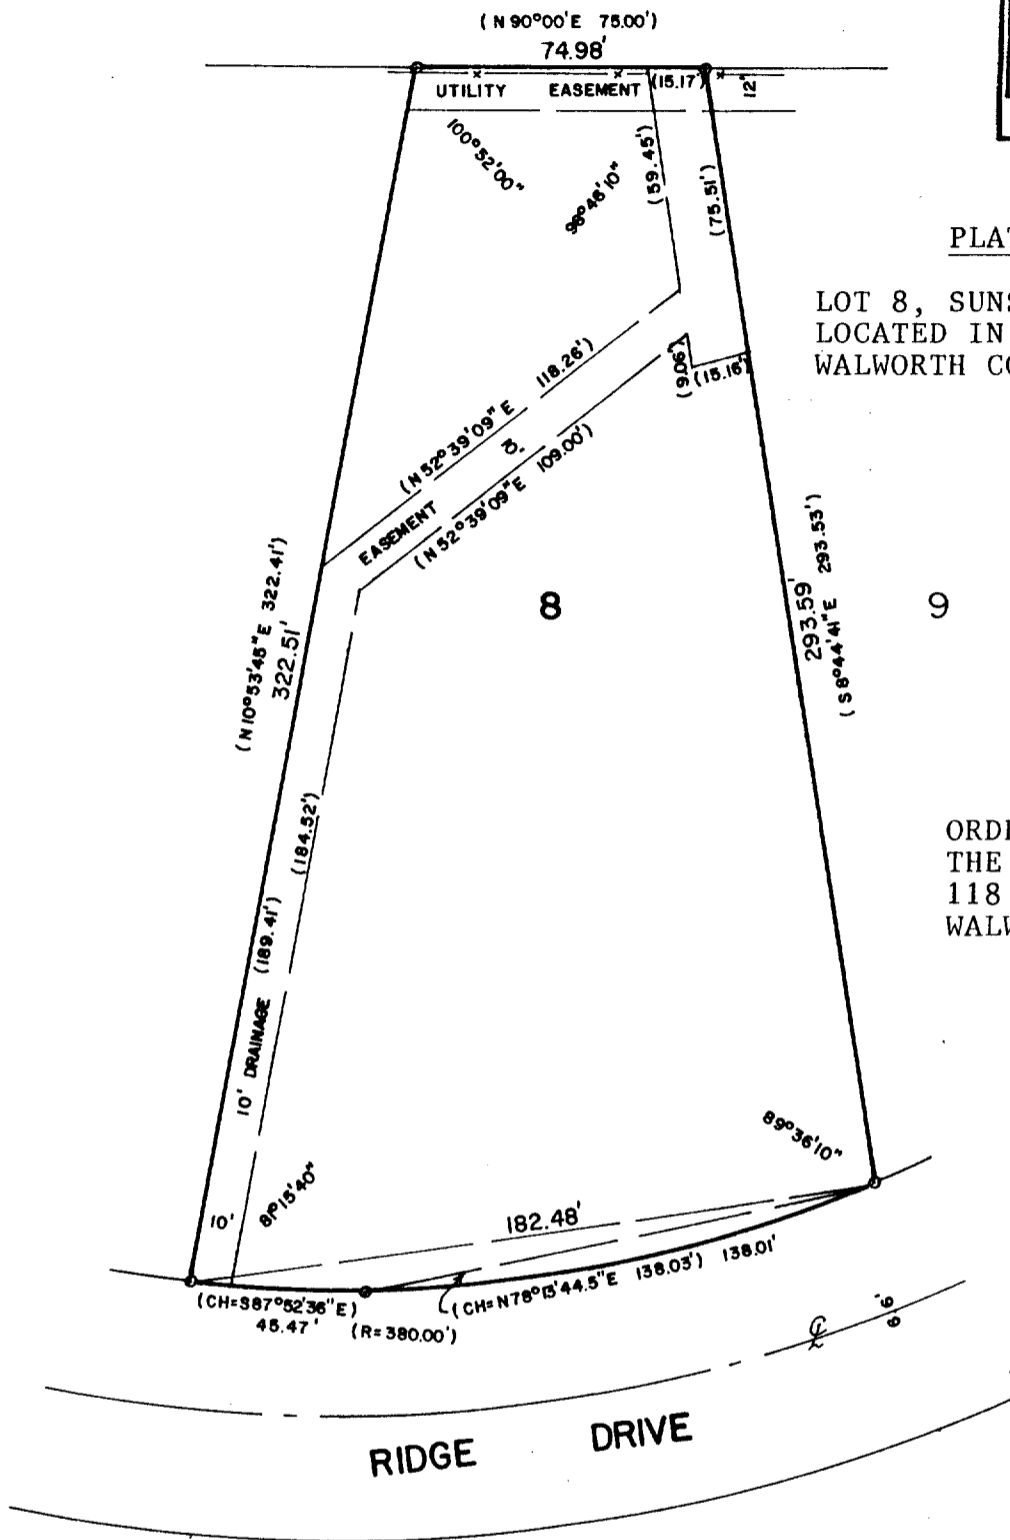 ( N 90°00'E 75.00')
74.98'
UTILITY EASEMENT (15.17')
12'
100°52'00"
98°46'10"
(59.45')
(75.51')
PLA
LOT 8, SUNS
LOCATED IN
WALWORTH CO
(N 52°39'09"E 118.26')
(9.06')
(15.16')
10'
EASEMENT
(N 52°39'09"E 109.00')
(N10°53'45"E 322.41')
322.51'
8
293.59'
(S 8°44'41"E 293.53')
9
(184.52')
ORD
THE
118
WALW
10' DRAINAGE (189.41')
89°36'10"
10'
81°15'40"
182.48'
(CH=S87°52'36"E)
45.47'
(R=380.00')
(CH=N78°13'44.5"E 138.03') 138.01'
66'
RIDGE DRIVE